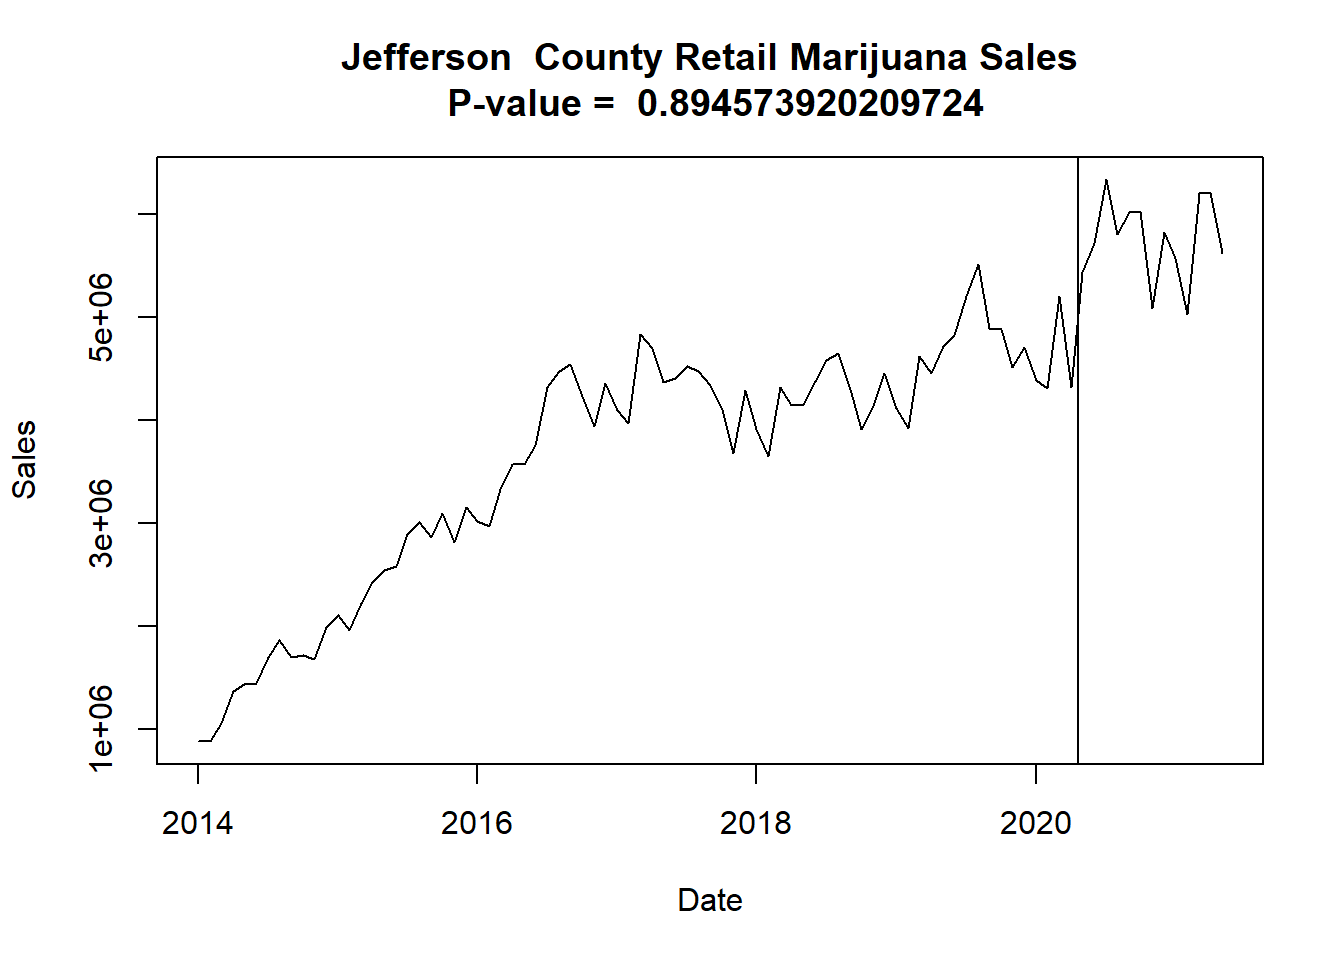 Jefferson  County Retail Marijuana Sales
P-value =  0.894573920209724
Sales
5e+06
3e+06
1e+06
2014 2016 2018 2020
Date